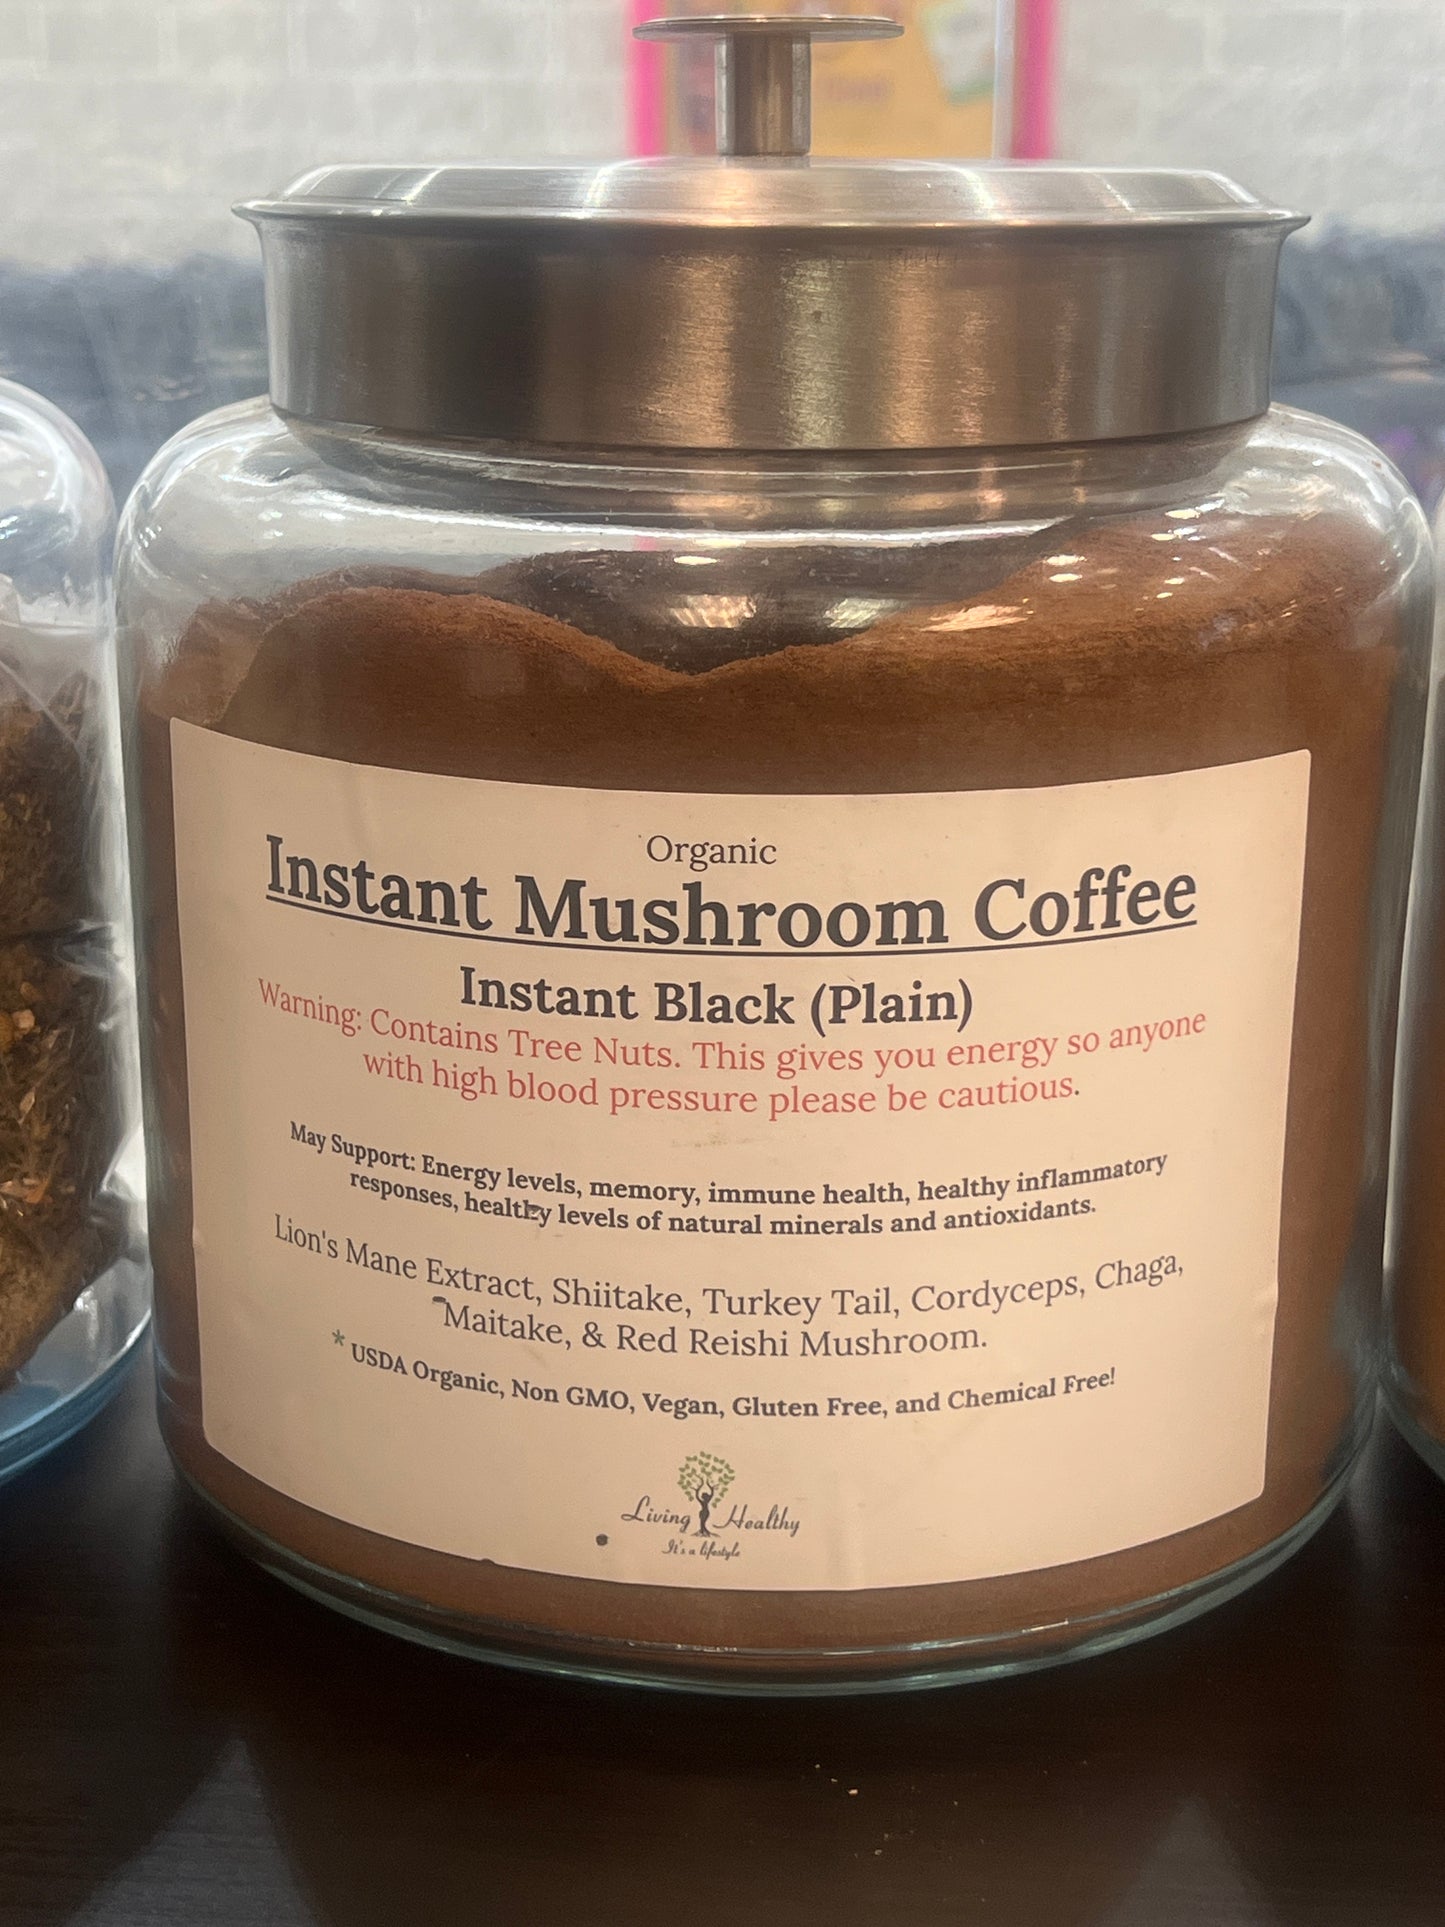 Organic
Instant Mushroom Coffee
Instant Black (Plain)
Warning: Contains Tree Nuts. This gives you energy so anyone
with high blood pressure please be cautious.
May Support: Energy levels, memory, immune health, healthy inflammatory
responses, healthy levels of natural minerals and antioxidants.
Lion's Mane Extract, Shiitake, Turkey Tail, Cordyceps, Chaga,
Maitake, & Red Reishi Mushroom.
* USDA Organic, Non GMO, Vegan, Gluten Free, and Chemical Free!
Living Healthy
It's a lifestyle